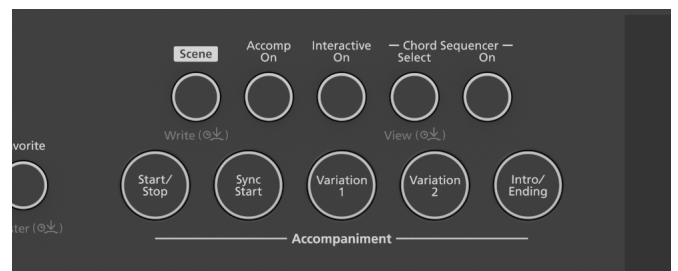 Scene
Accomp
On
Interactive
On
Chord Sequencer
Select
On
Write
View
vorite
Start/
Stop
Sync
Start
Variation
1
Variation
2
Intro/
Ending
ster
Accompaniment